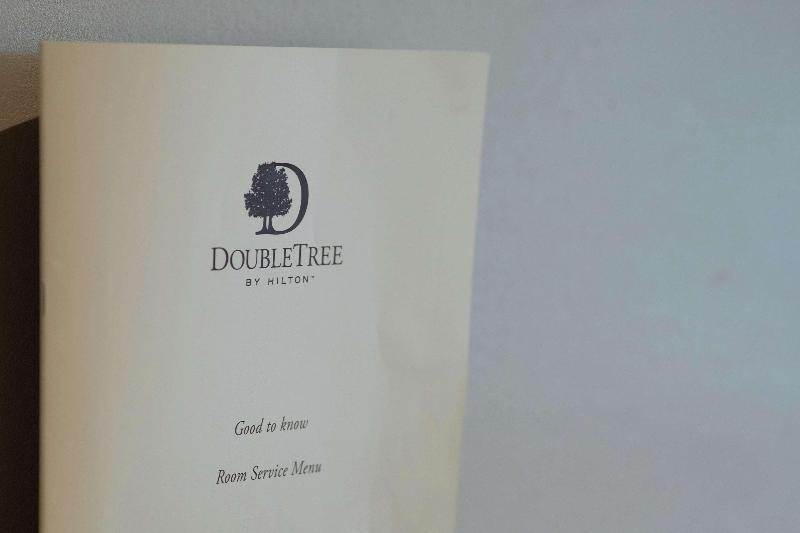 D
DOUBLETREE
BY HILTON™
Good to know
Room Service Menu